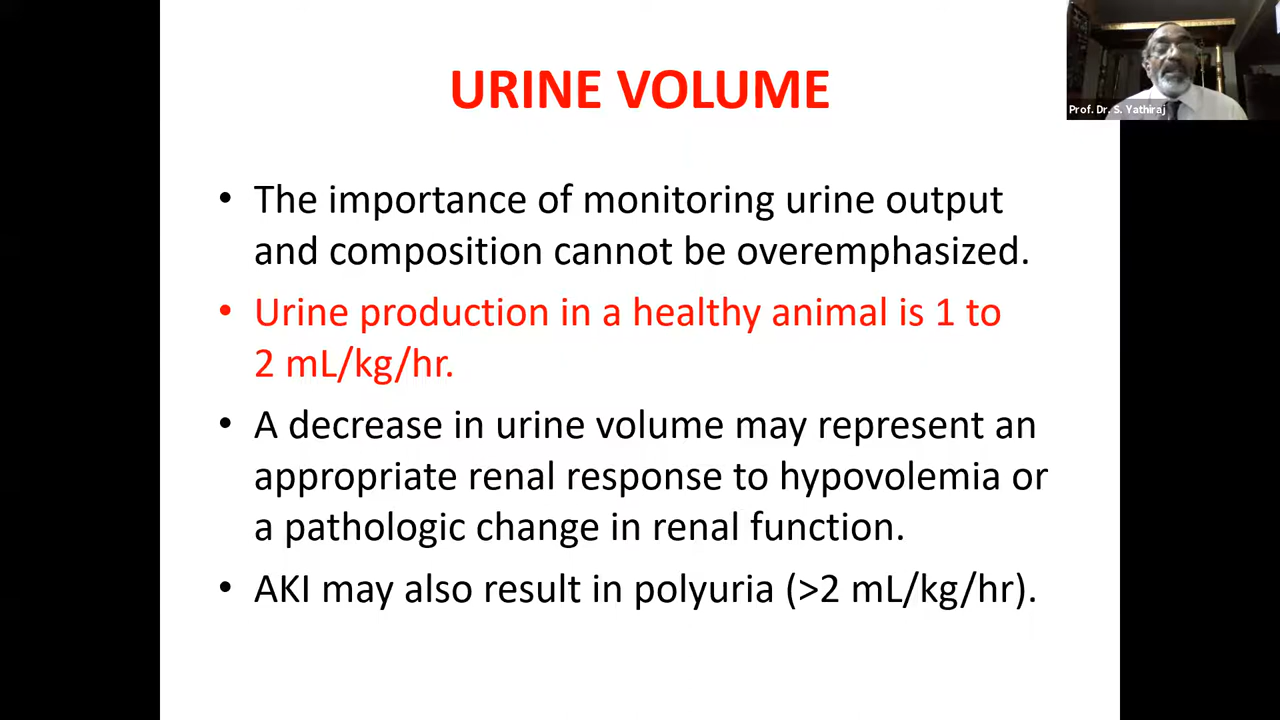 URINE VOLUME
Prof. Dr. S. Yathiraj
• The importance of monitoring urine output
and composition cannot be overemphasized.
• Urine production in a healthy animal is 1 to
2 mL/kg/hr.
• A decrease in urine volume may represent an
appropriate renal response to hypovolemia or
a pathologic change in renal function.
• AKI may also result in polyuria (>2 mL/kg/hr).